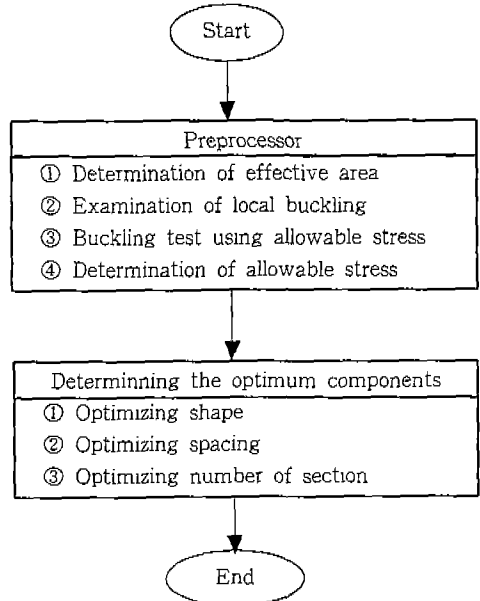 Start
Preprocessor
① Determination of effective area
② Examination of local buckling
③ Buckling test using allowable stress
④ Determination of allowable stress
Determinning the optimum components
① Optimizing shape
② Optimizing spacing
③ Optimizing number of section
End